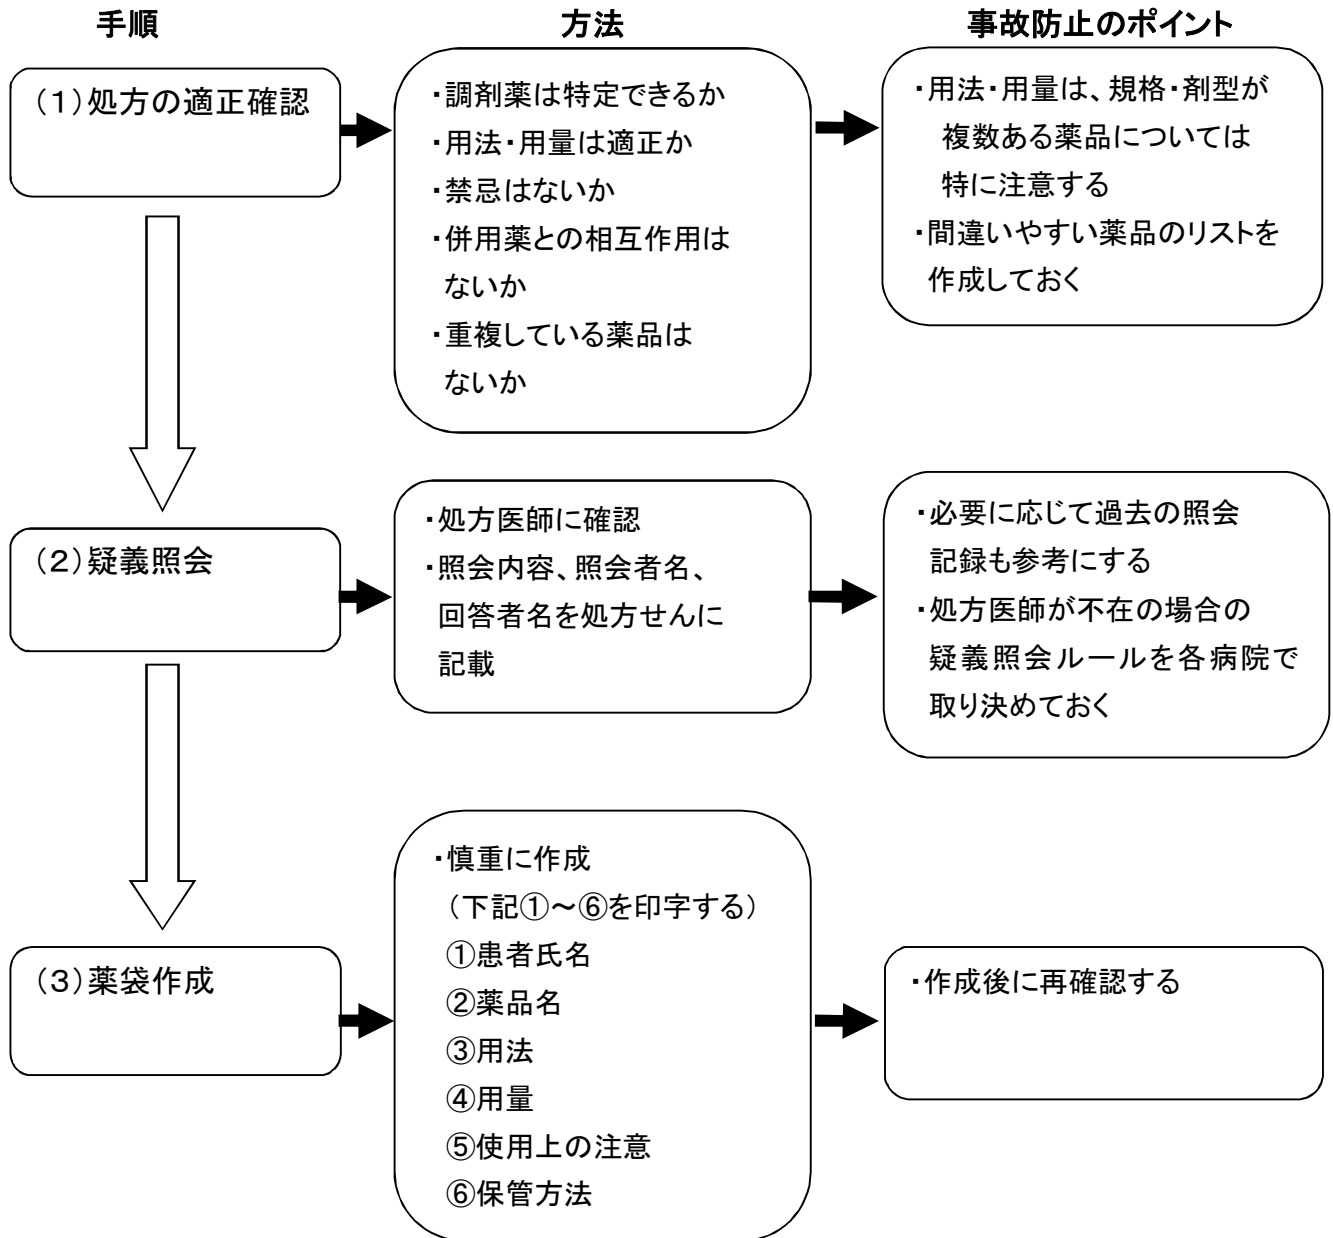 手順 方法 事故防止のポイント
(1)処方の適正確認
・調剤薬は特定できるか
・用法・用量は適正か
・禁忌はないか
・併用薬との相互作用は
ないか
・重複している薬品は
ないか
・用法・用量は、規格・剤型が
複数ある薬品については
特に注意する
・間違いやすい薬品のリストを
作成しておく
(2)疑義照会
・処方医師に確認
・照会内容、照会者名、
回答者名を処方せんに
記載
・必要に応じて過去の照会
記録も参考にする
・処方医師が不在の場合の
疑義照会ルールを各病院で
取り決めておく
(3)薬袋作成
・慎重に作成
(下記①~⑥を印字する)
①患者氏名
②薬品名
③用法
④用量
⑤使用上の注意
⑥保管方法
・作成後に再確認する